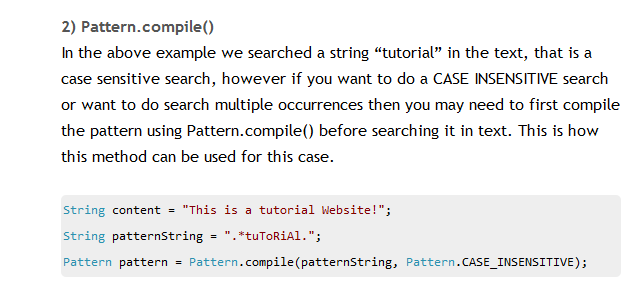 2) Pattern.compile()
In the above example we searched a string “tutorial” in the text, that is a
case sensitive search, however if you want to do a CASE INSENSITIVE search
or want to do search multiple occurrences then you may need to first compile
the pattern using Pattern.compile() before searching it in text. This is how
this method can be used for this case.
String content = "This is a tutorial Website!";
String patternString = ".*tuToRiAl.";
Pattern pattern = Pattern.compile(patternString, Pattern.CASE_INSENSITIVE);